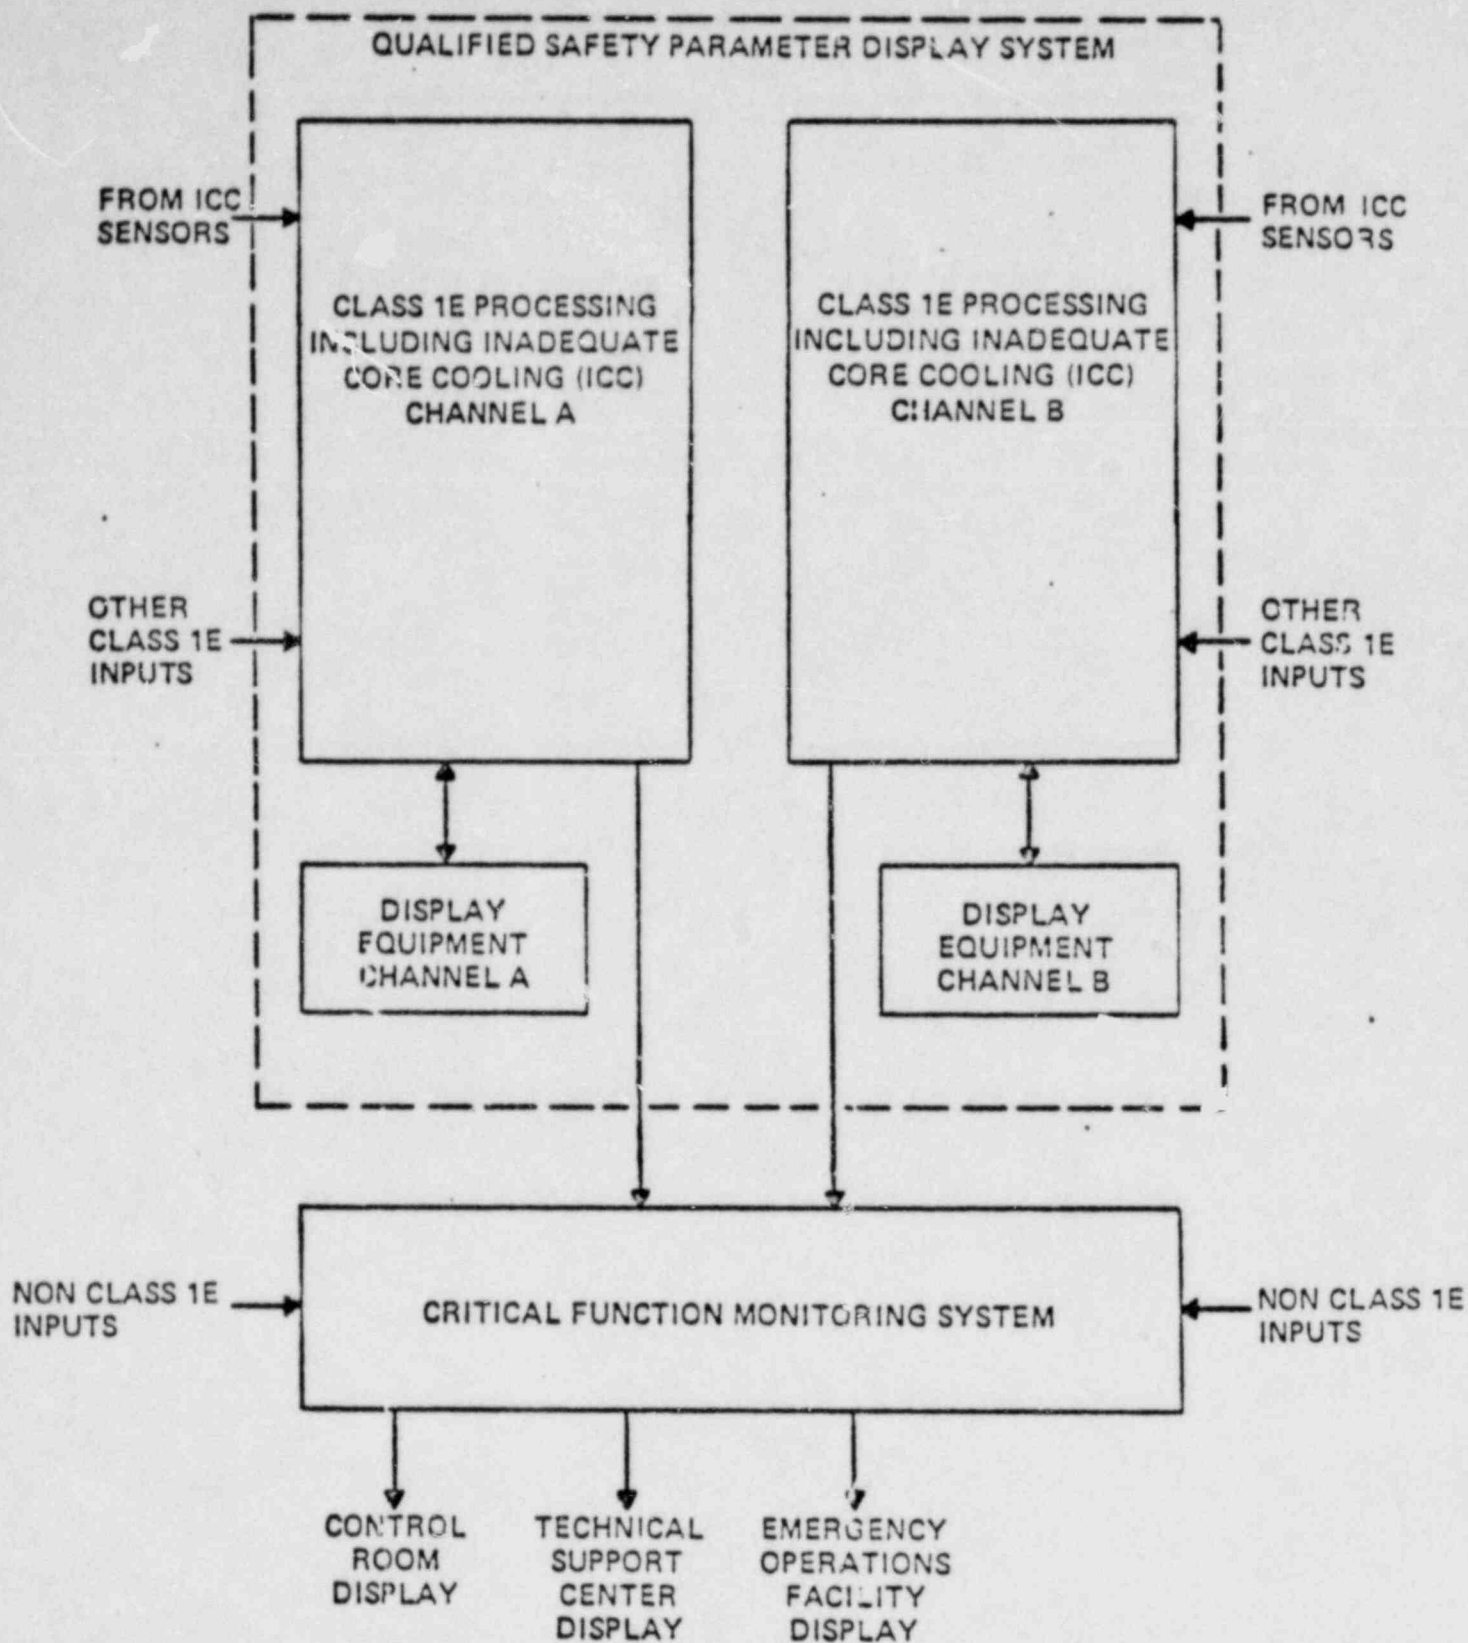 QUALIFIED SAFETY PARAMETER DISPLAY SYSTEM
FROM ICC
SENSORS
CLASS 1E PROCESSING
INCLUDING INADEQUATE
CORE COOLING (ICC)
CHANNEL A
CLASS 1E PROCESSING
INCLUDING INADEQUATE
CORE COOLING (ICC)
CHANNEL B
FROM ICC
SENSORS
OTHER
CLASS 1E
INPUTS
OTHER
CLASS 1E
INPUTS
DISPLAY
EQUIPMENT
CHANNEL A
DISPLAY
EQUIPMENT
CHANNEL B
NON CLASS 1E
INPUTS
CRITICAL FUNCTION MONITORING SYSTEM
NON CLASS 1E
INPUTS
CONTROL
ROOM
DISPLAY
TECHNICAL
SUPPORT
CENTER
DISPLAY
EMERGENCY
OPERATIONS
FACILITY
DISPLAY